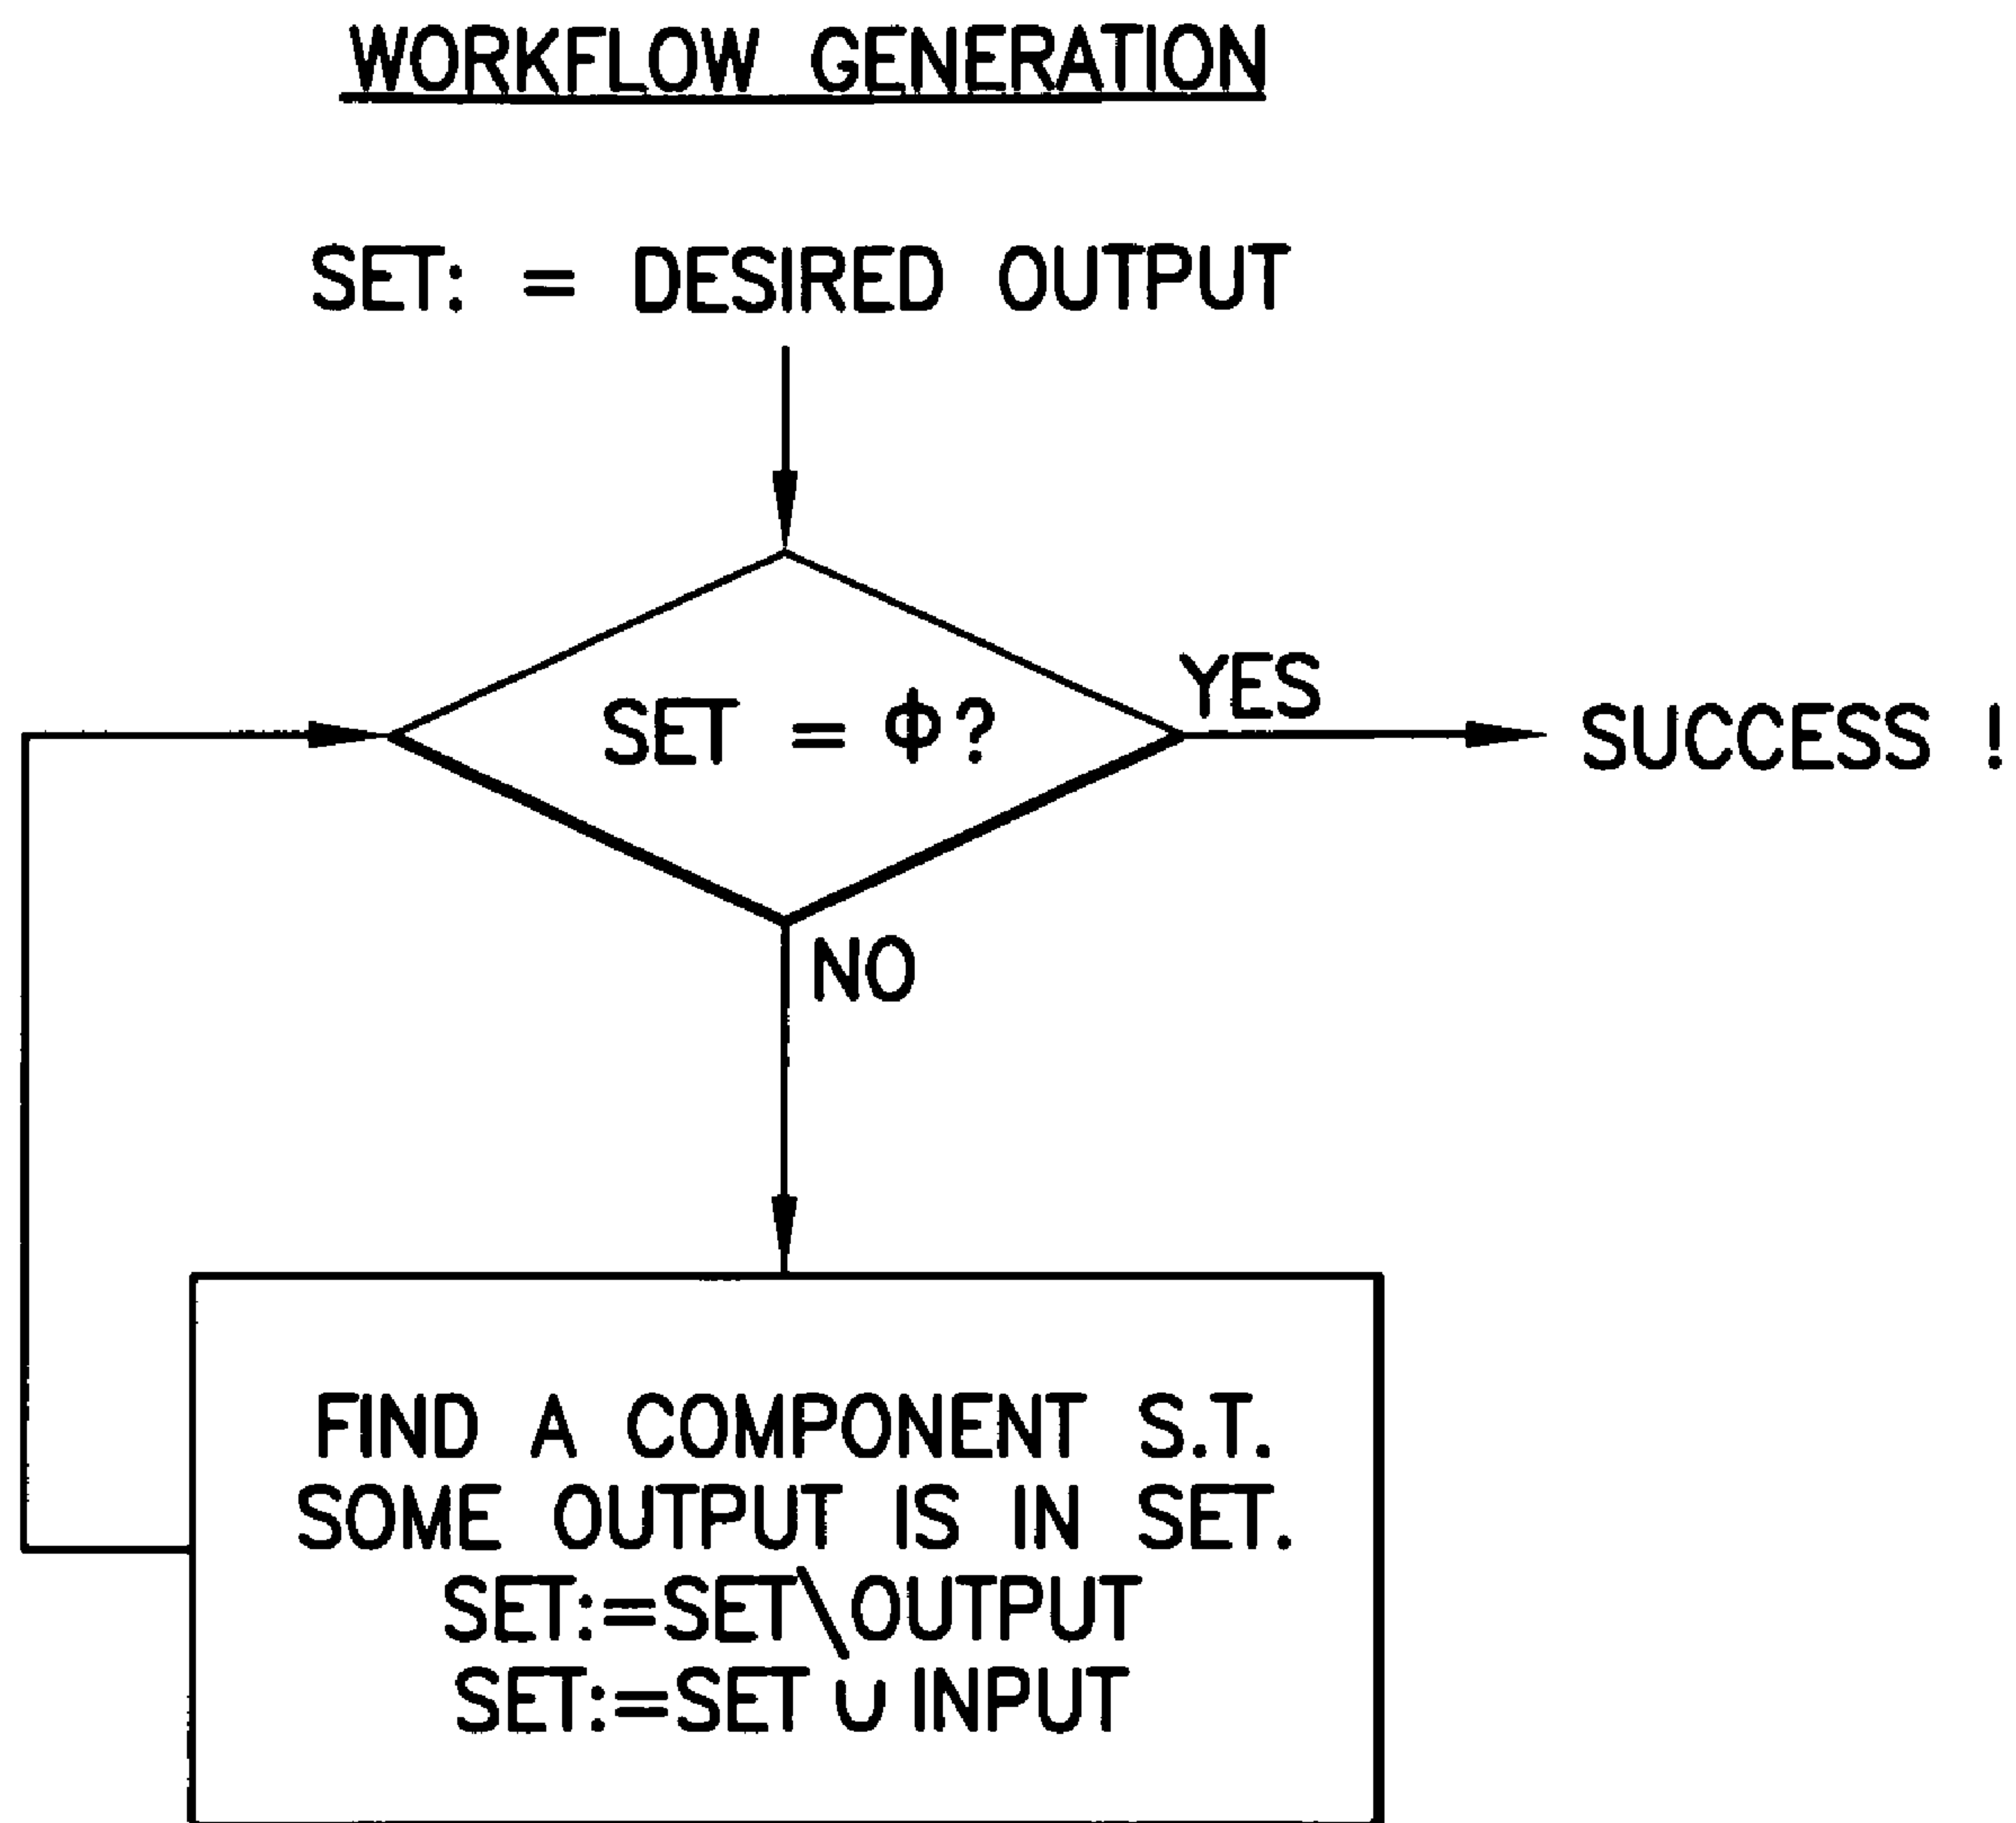 WORKFLOW GENERATION
SET: = DESIRED OUTPUT
SET = Φ?
YES
SUCCESS !
NO
FIND A COMPONENT S.T.
SOME OUTPUT IS IN SET.
SET:=SET\OUTPUT
SET:=SET ∪ INPUT